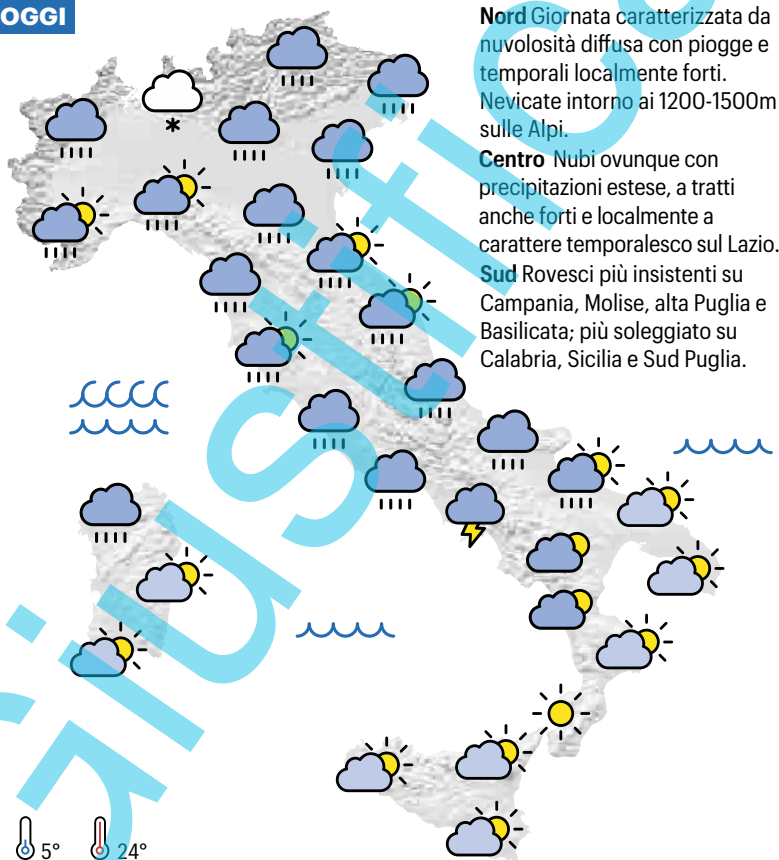 OGGI
Nord Giornata caratterizzata da
nuvolosità diffusa con piogge e
temporali localmente forti.
Nevicate intorno ai 1200-1500m
sulle Alpi.
Centro Nubi ovunque con
precipitazioni estese, a tratti
anche forti e localmente a
carattere temporalesco sul Lazio.
Sud Rovesci più insistenti su
Campania, Molise, alta Puglia e
Basilicata; più soleggiato su
Calabria, Sicilia e Sud Puglia.
5° 24°